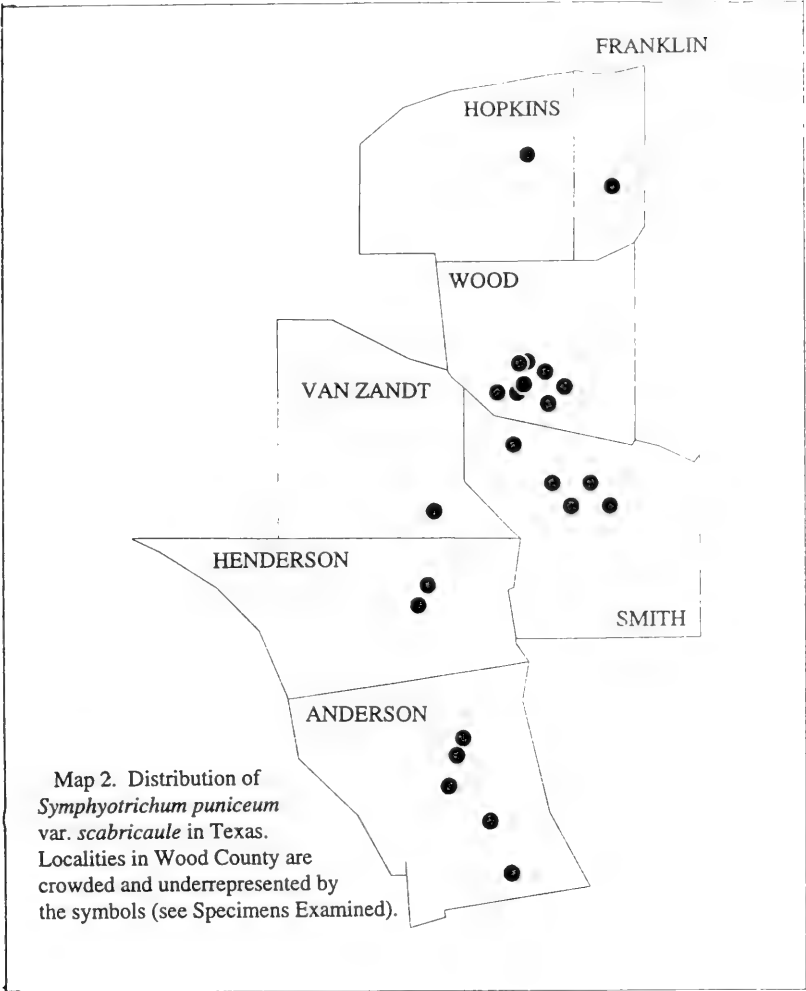 FRANKLIN
HOPKINS
WOOD
VAN ZANDT
HENDERSON
SMITH
ANDERSON
Map 2. Distribution of
Symphyotrichum puniceum
var. scabricaule in Texas.
Localities in Wood County are
crowded and underrepresented by
the symbols (see Specimens Examined).